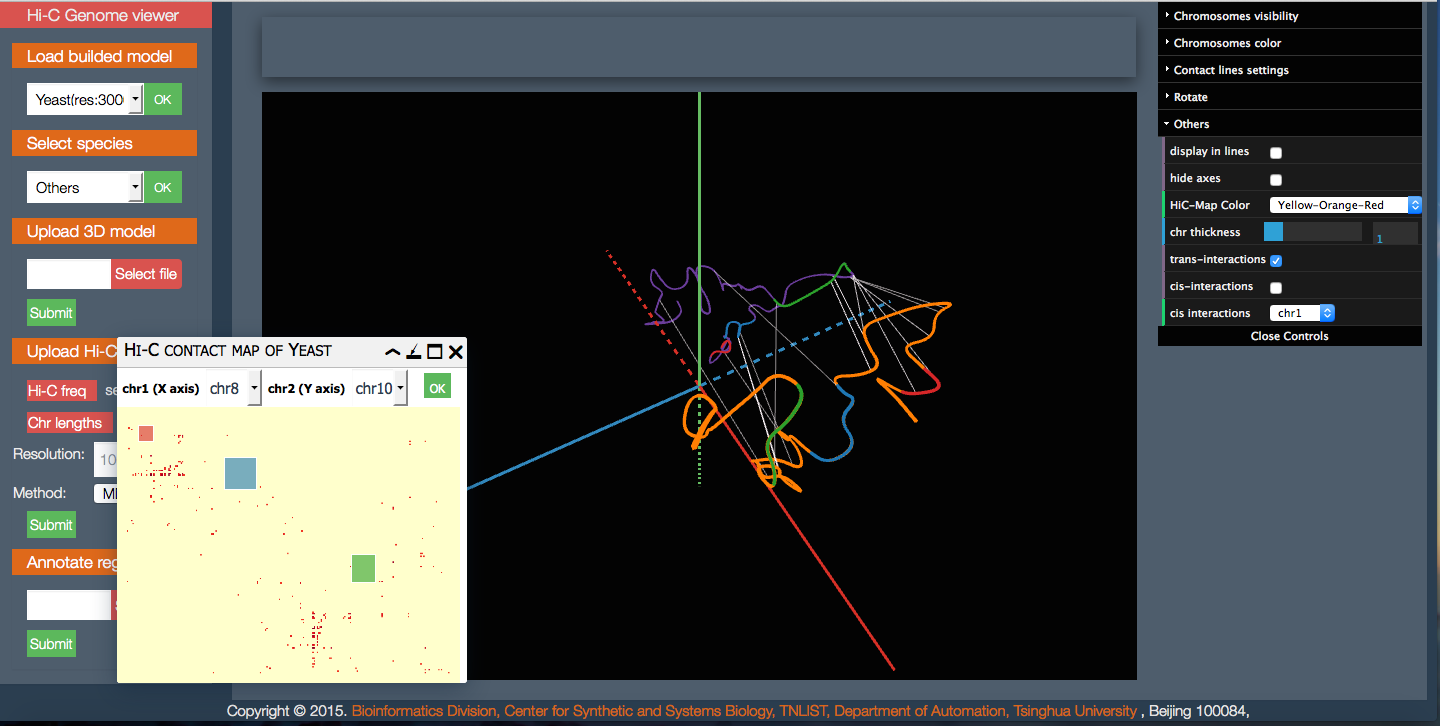 Hi-C Genome viewer
Load builded model
Yeast(res:300
OK
Select species
Others
OK
Upload 3D model
Select file
Submit
Upload Hi-C
Hi-C freq
se
Chr lengths
Resolution:
10
Method:
Submit
Annotate reg
Submit
HI-C CONTACT MAP OF YEAST
chr1 (X axis)
chr8
chr2 (Y axis)
chr10
OK
Chromosomes visibility
Chromosomes color
Contact lines settings
Rotate
Others
display in lines
hide axes
HiC-Map Color
Yellow-Orange-Red
chr thickness
1
trans-interactions
cis-interactions
cis interactions
chr1
Close Controls
Copyright © 2015. Bioinformatics Division, Center for Synthetic and Systems Biology, TNLIST, Department of Automation, Tsinghua University , Beijing 100084,